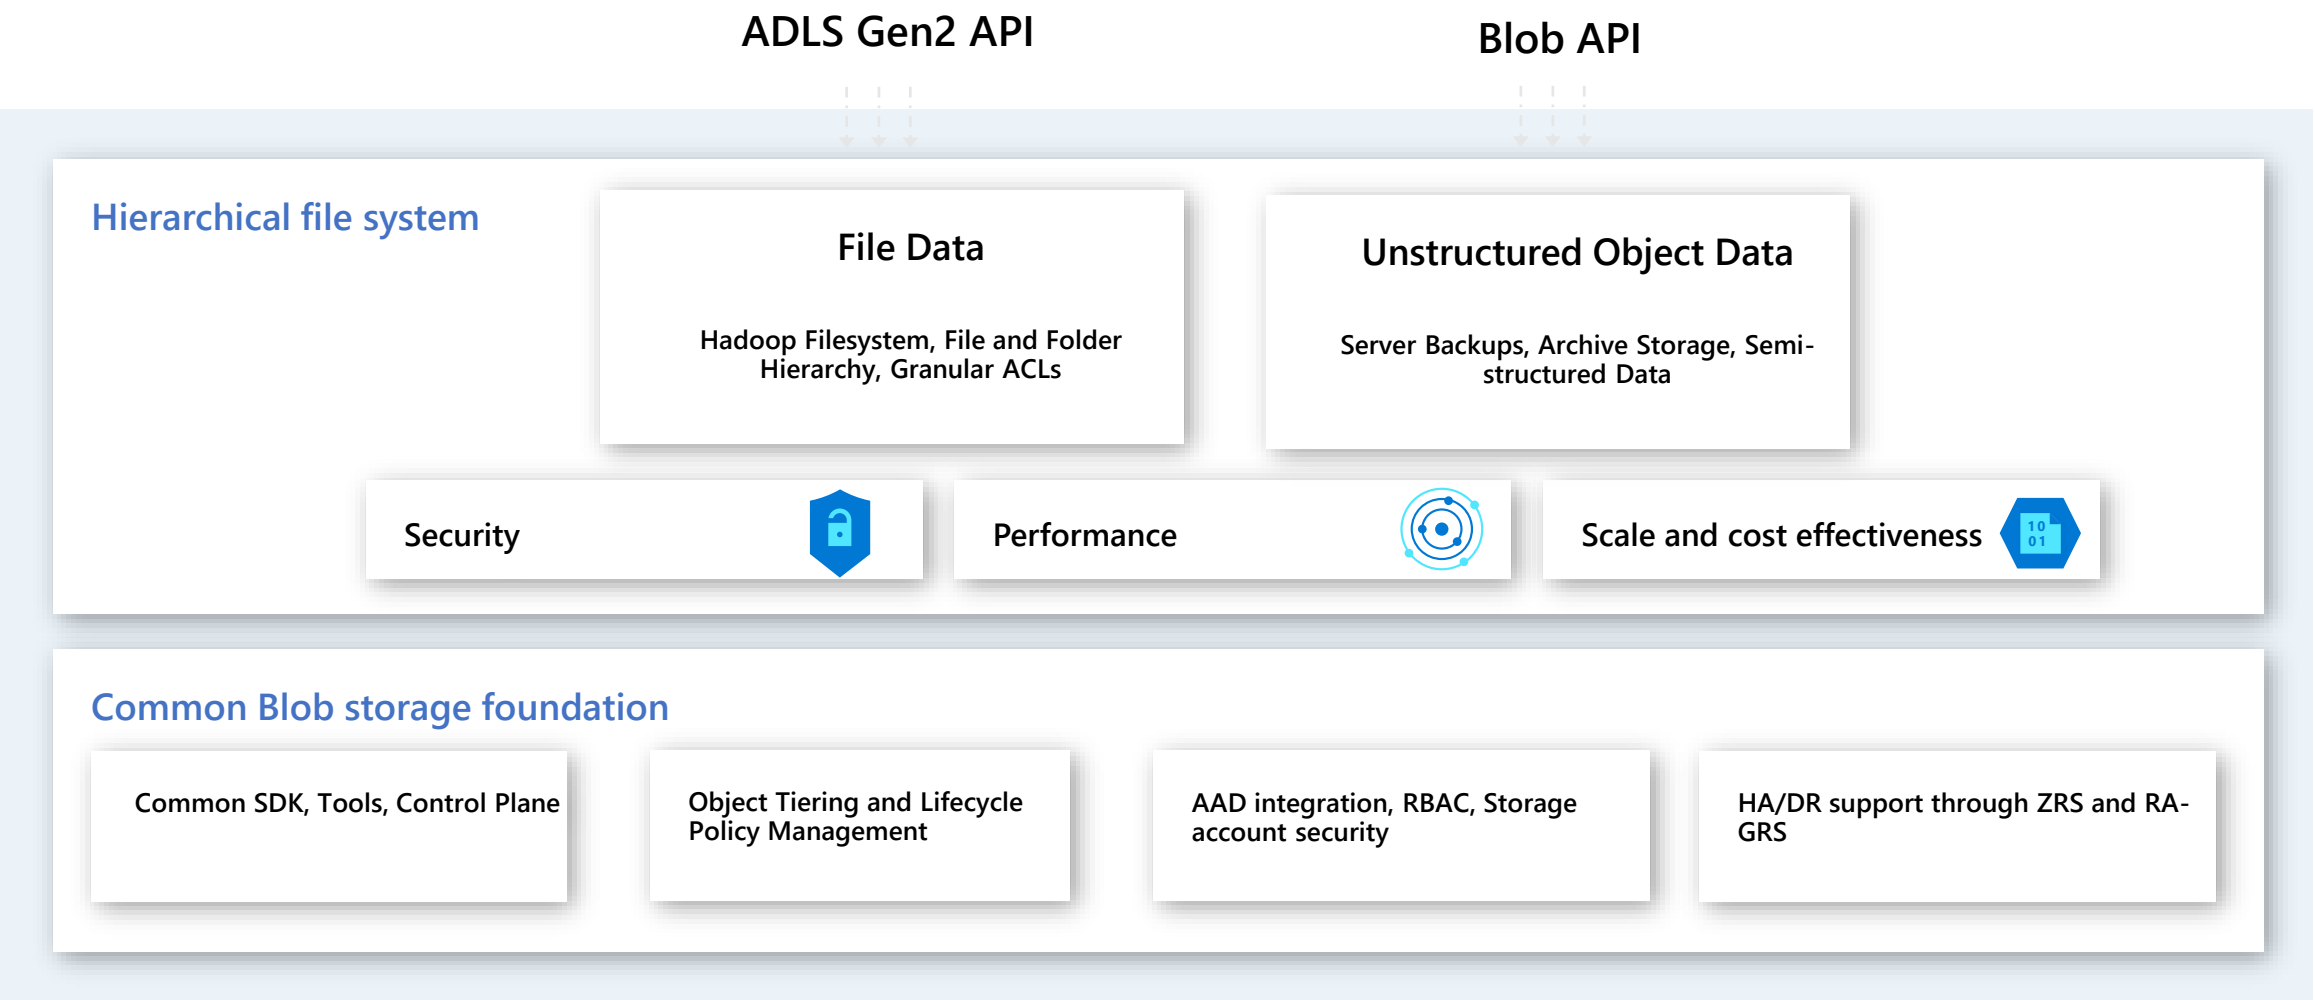 ADLS Gen2 API
Blob API
Hierarchical file system
File Data
Hadoop Filesystem, File and Folder
Hierarchy, Granular ACLs
Unstructured Object Data
Server Backups, Archive Storage, Semi-
structured Data
Security
Performance
Scale and cost effectiveness
10
01
Common Blob storage foundation
Common SDK, Tools, Control Plane
Object Tiering and Lifecycle
Policy Management
AAD integration, RBAC, Storage
account security
HA/DR support through ZRS and RA-
GRS